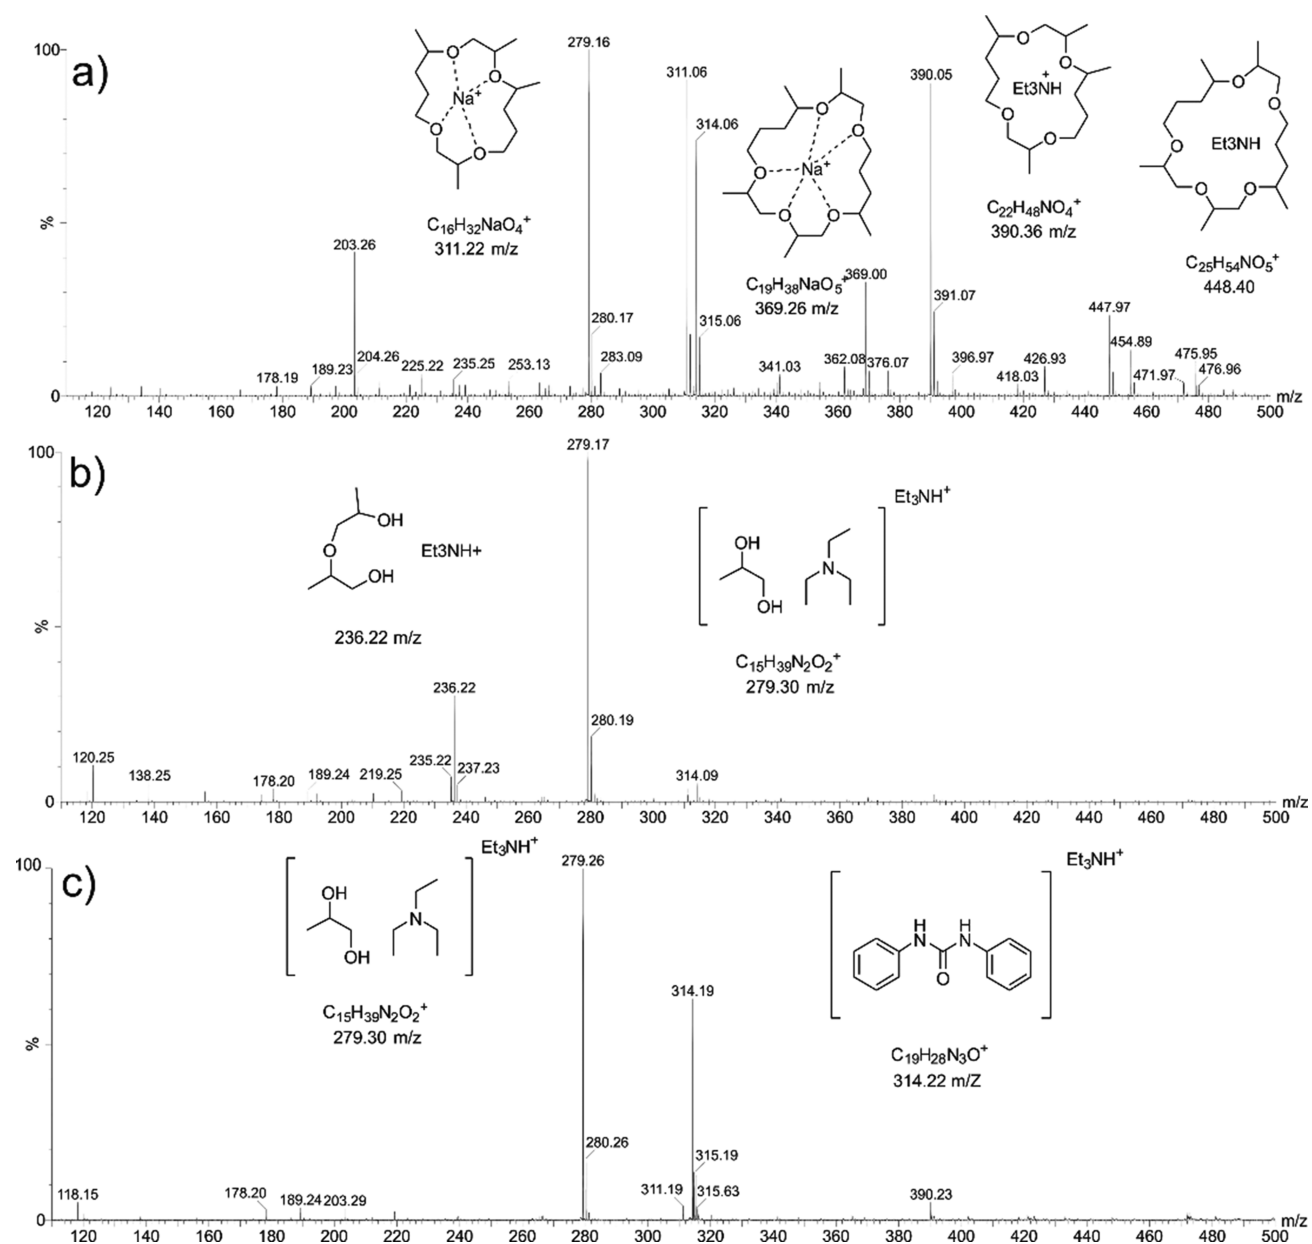 a)
100
%
0
279.16
311.06
314.06
390.05
203.26
204.26
178.19
189.23
225.22
235.25
253.13
280.17
283.09
315.06
341.03
362.08
369.00
376.07
391.07
396.97
418.03
426.93
447.97
454.89
471.97
475.95
476.96
O
O
O
O
Na+
C16H32NaO4+
311.22 m/z
O
O
O
O
O
Na+
C19H38NaO5+
369.26 m/z
O
O
O
O
Et3NH+
C22H48NO4+
390.36 m/z
O
O
O
O
O
Et3NH
C25H54NO5+
448.40
120 140 160 180 200 220 240 260 280 300 320 340 360 380 400 420 440 460 480 500 m/z
b)
100
%
0
279.17
OH
O
OH
Et3NH+
236.22 m/z
Et3NH+
OH
OH
N
C15H39N2O2+
279.30 m/z
120.25
138.25
178.20
189.24
219.25
235.22
236.22
237.23
280.19
314.09
120 140 160 180 200 220 240 260 280 300 320 340 360 380 400 420 440 460 480 500 m/z
c)
100
%
0
Et3NH+
OH
OH
N
C15H39N2O2+
279.30 m/z
279.26
314.19
Et3NH+
H
N
H
N
O
C19H28N3O+
314.22 m/Z
118.15
178.20
189.24
203.29
280.26
311.19
315.19
315.63
390.23
120 140 160 180 200 220 240 260 280 300 320 340 360 380 400 420 440 460 480 500 m/z